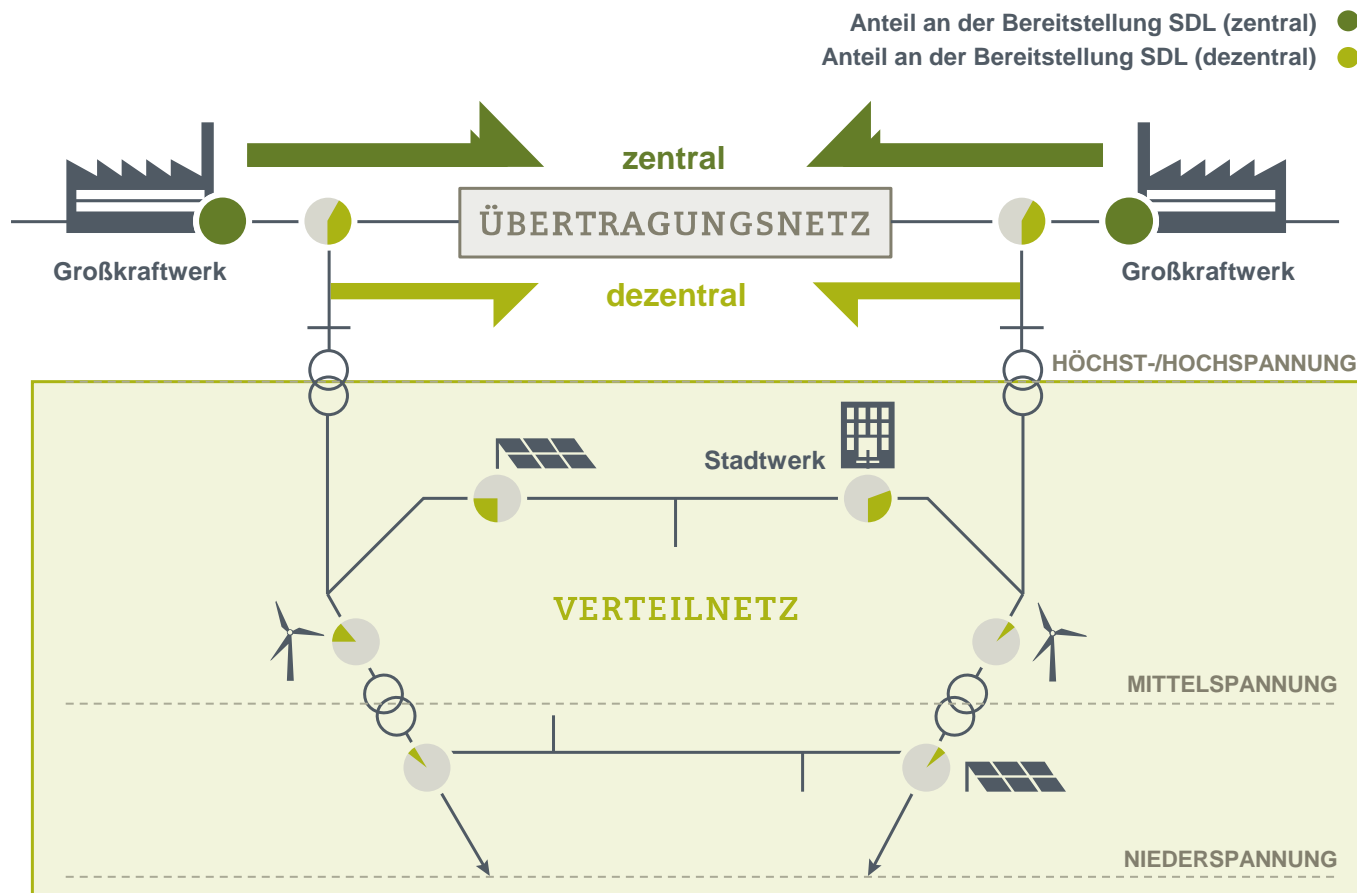 Anteil an der Bereitstellung SDL (zentral)
Anteil an der Bereitstellung SDL (dezentral)
zentral
ÜBERTRAGUNGSNETZ
Großkraftwerk
Großkraftwerk
dezentral
HÖCHST-/HOCHSPANNUNG
Stadtwerk
VERTEILNETZ
MITTELSPANNUNG
NIEDERSPANNUNG